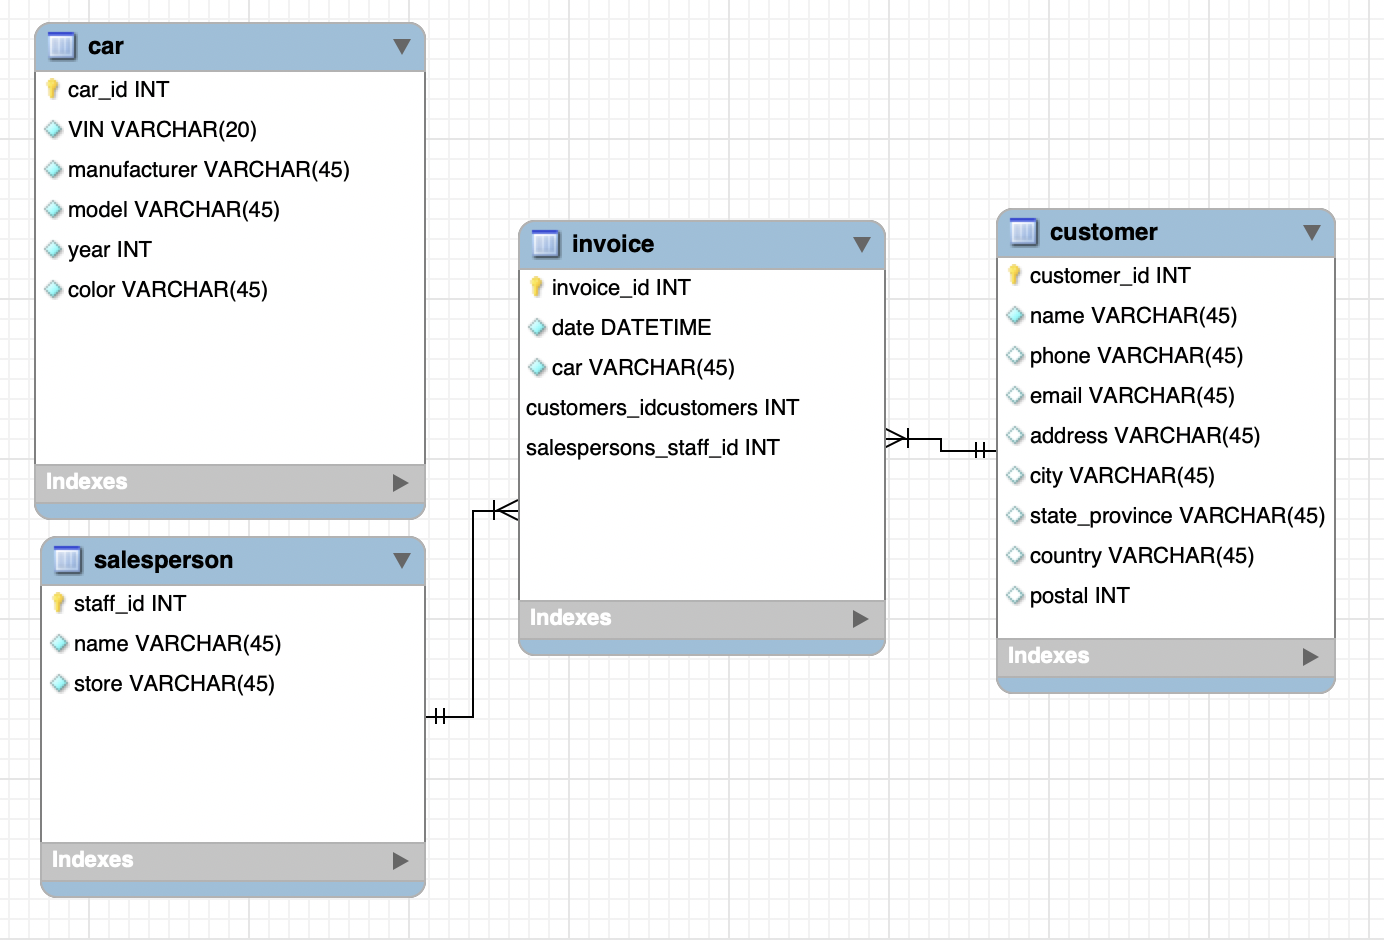 car
car_id INT
VIN VARCHAR(20)
manufacturer VARCHAR(45)
model VARCHAR(45)
year INT
color VARCHAR(45)
Indexes
salesperson
staff_id INT
name VARCHAR(45)
store VARCHAR(45)
Indexes
invoice
invoice_id INT
date DATETIME
car VARCHAR(45)
customers_idcustomers INT
salespersons_staff_id INT
Indexes
customer
customer_id INT
name VARCHAR(45)
phone VARCHAR(45)
email VARCHAR(45)
address VARCHAR(45)
city VARCHAR(45)
state_province VARCHAR(45)
country VARCHAR(45)
postal INT
Indexes